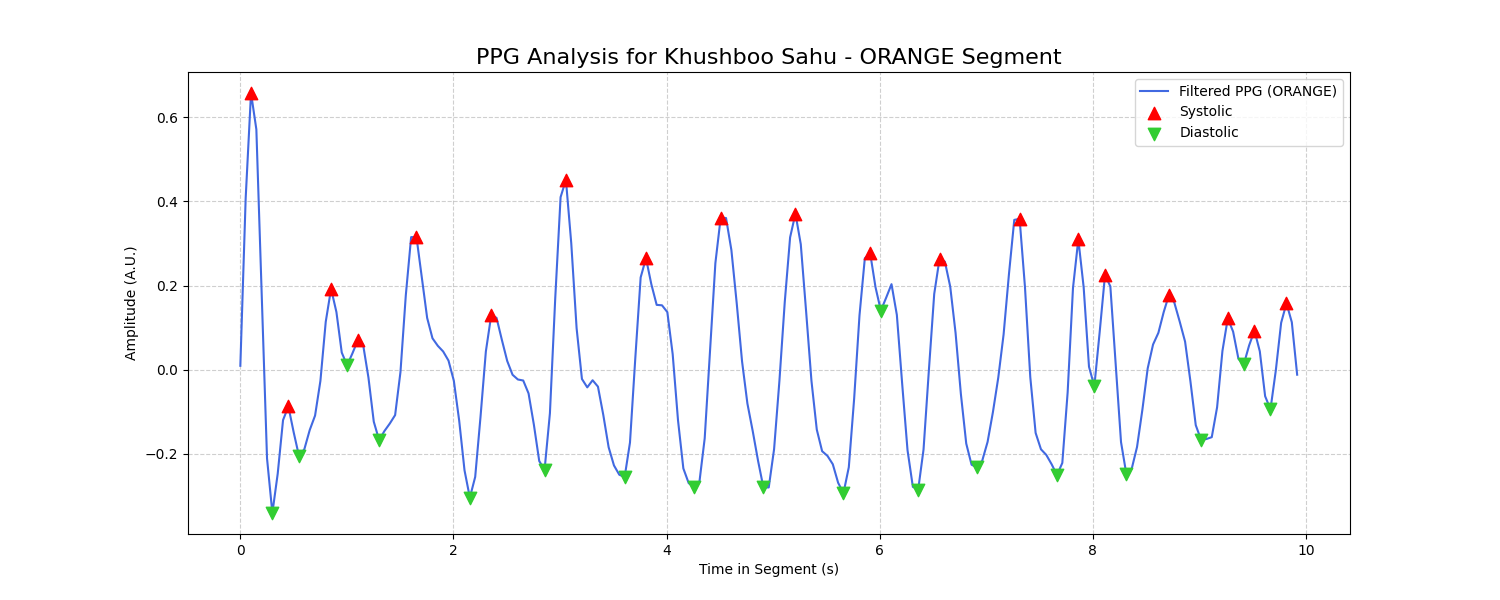 PPG Analysis for Khushboo Sahu - ORANGE Segment
Filtered PPG (ORANGE)
Systolic
Diastolic
Amplitude (A.U.)
0.6
0.4
0.2
0.0
−0.2
0 2 4 6 8 10
Time in Segment (s)